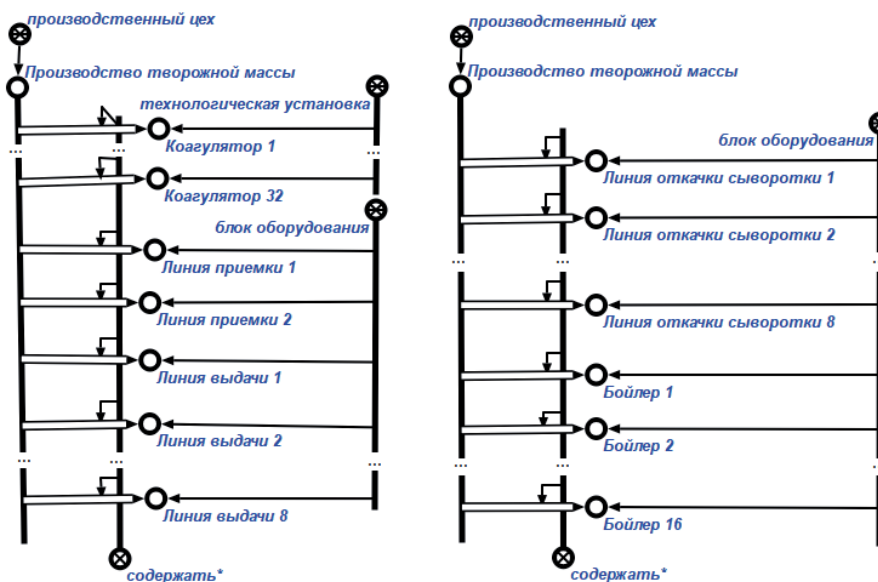 производственный цех
Производство творожной массы
технологическая установка
Коагулятор 1
...
...
...
Коагулятор 32
блок оборудования
Линия приемки 1
Линия приемки 2
Линия выдачи 1
Линия выдачи 2
...
...
...
Линия выдачи 8
содержать*
производственный цех
Производство творожной массы
блок оборудования
Линия откачки сыворотки 1
Линия откачки сыворотки 2
...
...
...
Линия откачки сыворотки 8
Бойлер 1
Бойлер 2
...
...
...
Бойлер 16
содержать*